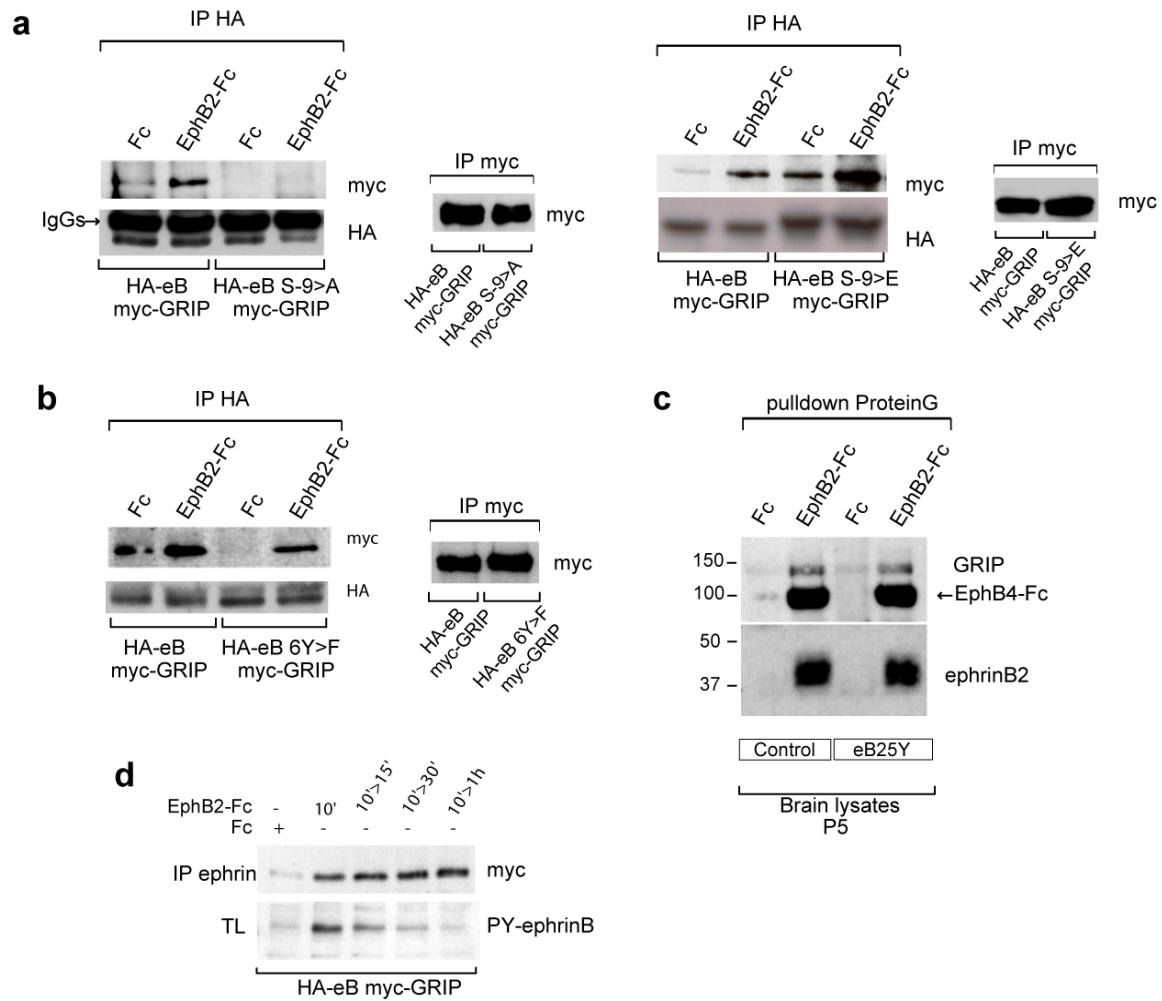 a
IP HA
Fc
EphB2-Fc
Fc
EphB2-Fc
myc
IgGs→
HA
HA-eB
myc-GRIP
HA-eB S-9>A
myc-GRIP
IP myc
myc
HA-eB
myc-GRIP
HA-eB S-9>A
myc-GRIP
IP HA
Fc
EphB2-Fc
Fc
EphB2-Fc
myc
HA
HA-eB
myc-GRIP
HA-eB S-9>E
myc-GRIP
IP myc
myc
HA-eB
myc-GRIP
HA-eB S-9>E
myc-GRIP
b
IP HA
Fc
EphB2-Fc
Fc
EphB2-Fc
myc
HA
HA-eB
myc-GRIP
HA-eB 6Y>F
myc-GRIP
IP myc
myc
HA-eB
myc-GRIP
HA-eB 6Y>F
myc-GRIP
c
pulldown ProteinG
Fc
EphB2-Fc
Fc
EphB2-Fc
150 –
GRIP
100 –
←EphB4-Fc
50 –
37 –
ephrinB2
Control
eB25Y
Brain lysates
P5
d
EphB2-Fc - 10' 10'>15' 10'>30' 10'>1h
Fc + - - - -
IP ephrin
myc
TL
PY-ephrinB
HA-eB myc-GRIP